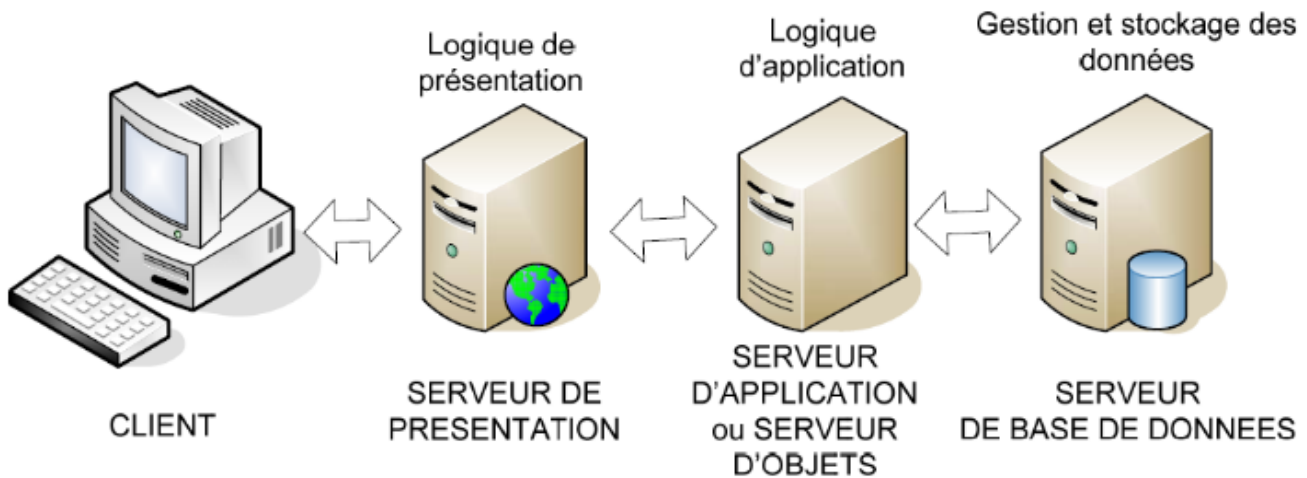 Logique de
présentation
Logique
d'application
Gestion et stockage des
données
CLIENT
SERVEUR DE
PRESENTATION
SERVEUR
D'APPLICATION
ou SERVEUR
D'OBJETS
SERVEUR
DE BASE DE DONNEES